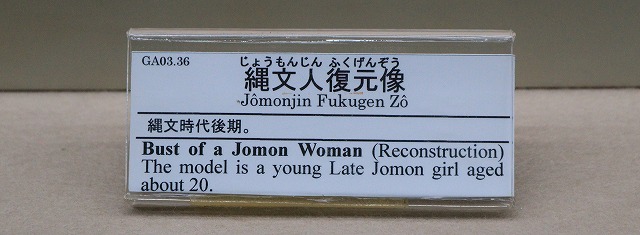 GA03.36
じょうもんじん ふくげんぞう
縄文人復元像
Jômonjin Fukugen Zô
縄文時代後期。
Bust of a Jomon Woman (Reconstruction)
The model is a young Late Jomon girl aged
about 20.